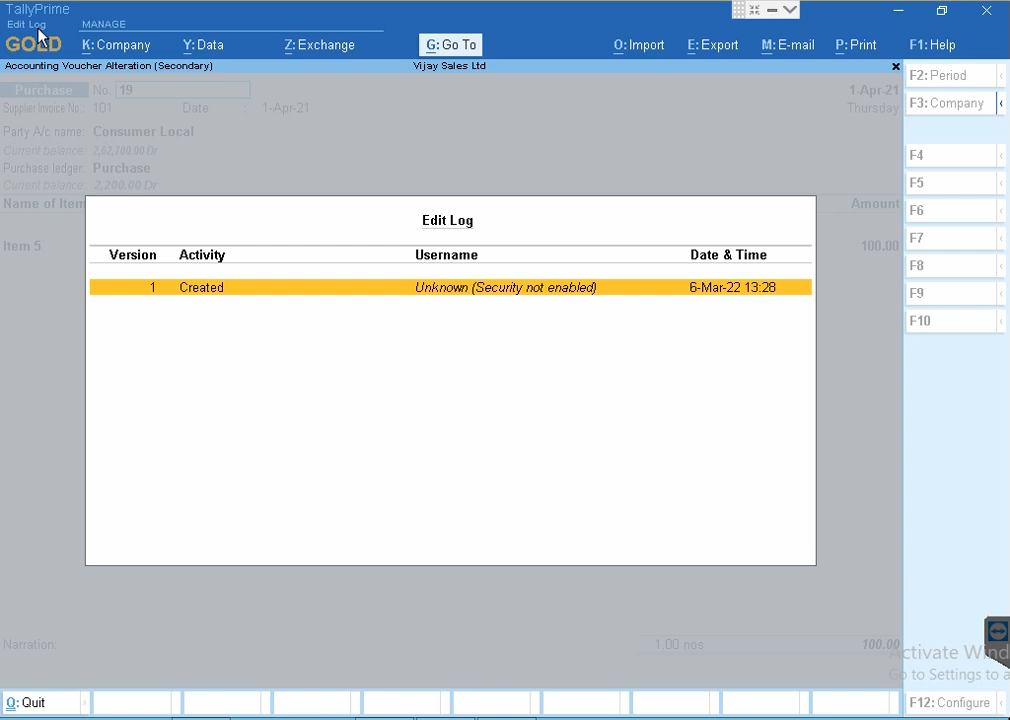 TallyPrime
Edit Log
MANAGE
GOLD
K:Company
Y:Data
Z:Exchange
G:Go To
O:Import
E:Export
M:E-mail
P:Print
F1:Help
Accounting Voucher Alteration (Secondary)
Vijay Sales Ltd
F2: Period
Purchase No. 19
1-Apr-21
Supplier Invoice No.: 101 Date : 1-Apr-21
Thursday
F3: Company
Party A/c name: Consumer Local
Current balance: 2,62,700.00 Dr
Purchase ledger: Purchase
Current balance: 2,200.00 Dr
Name of Item
Amount
Item 5
100.00
F4
F5
F6
F7
F8
F9
F10
Edit Log
Version Activity Username Date & Time
1 Created Unknown (Security not enabled) 6-Mar-22 13:28
Narration:
1.00 nos
100.00
Activate Wind
Go to Settings to a
Q: Quit
F12: Configure